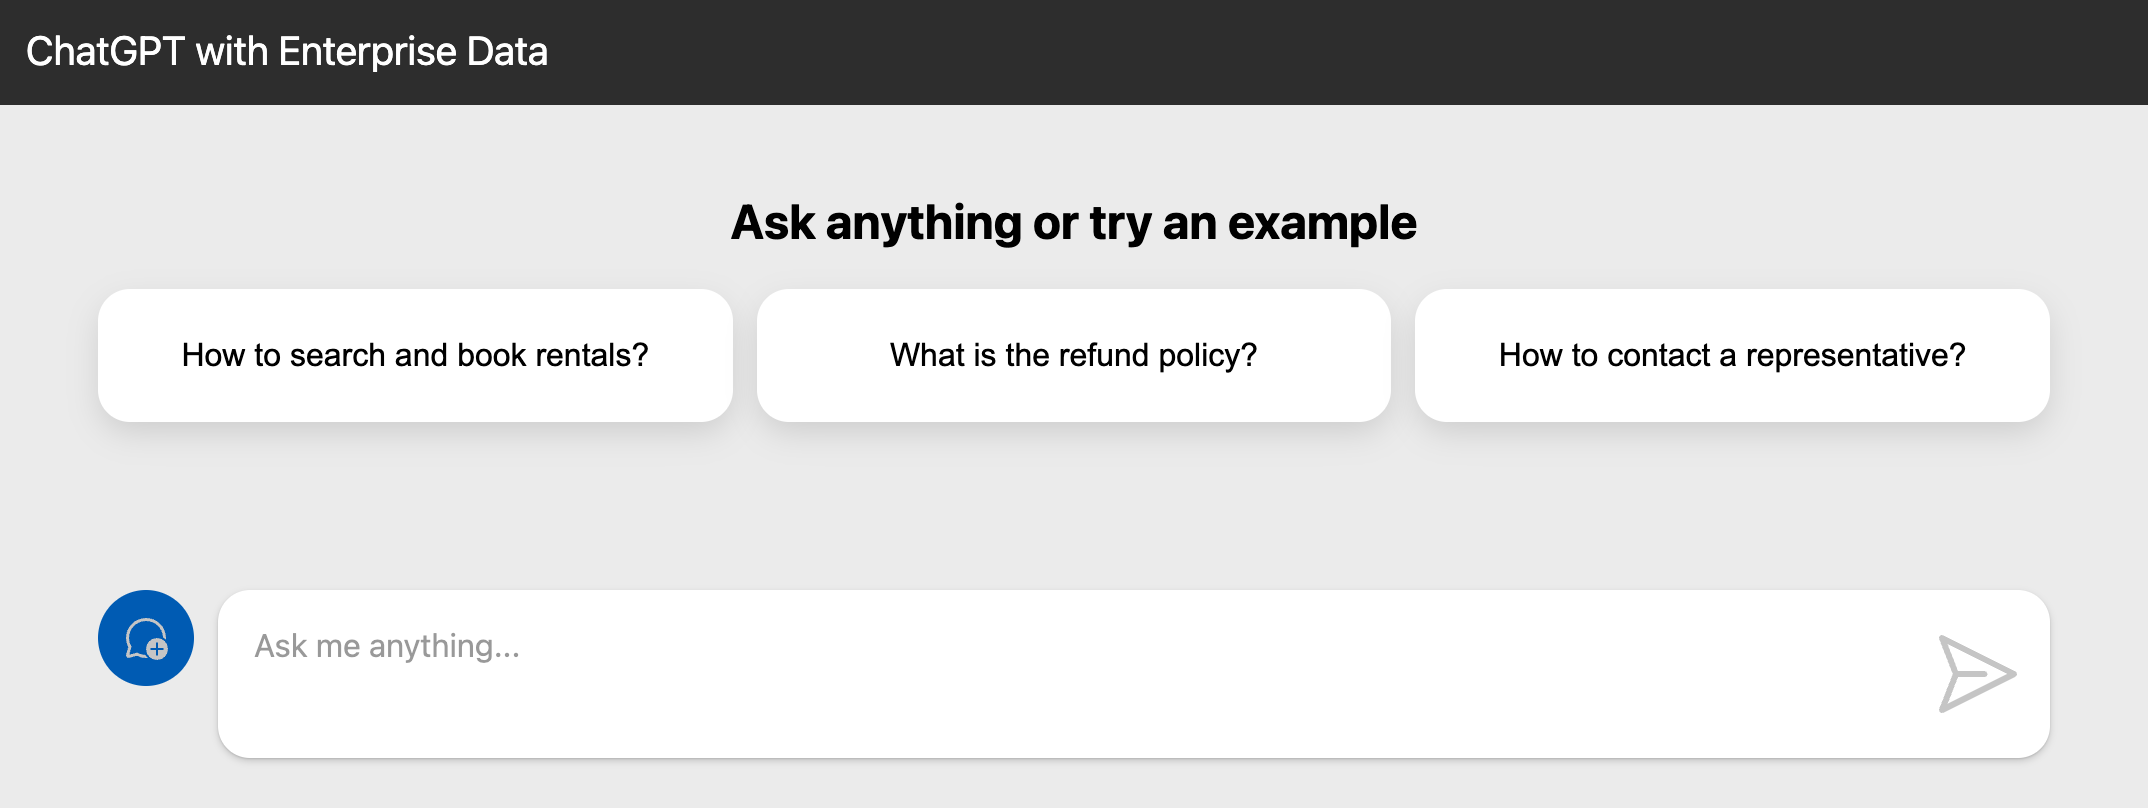 ChatGPT with Enterprise Data
Ask anything or try an example
How to search and book rentals?
What is the refund policy?
How to contact a representative?
Ask me anything...